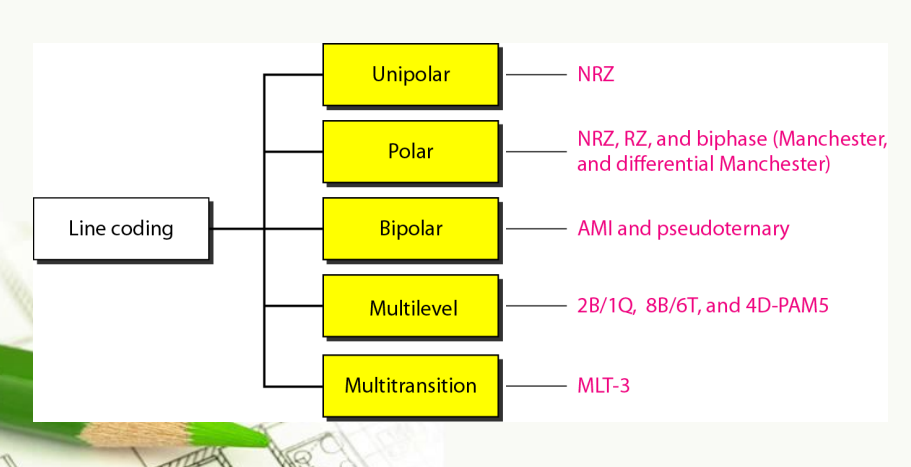 Line coding
Unipolar
NRZ
Polar
NRZ, RZ, and biphase (Manchester,
and differential Manchester)
Bipolar
AMI and pseudoternary
Multilevel
2B/1Q, 8B/6T, and 4D-PAM5
Multitransition
MLT-3